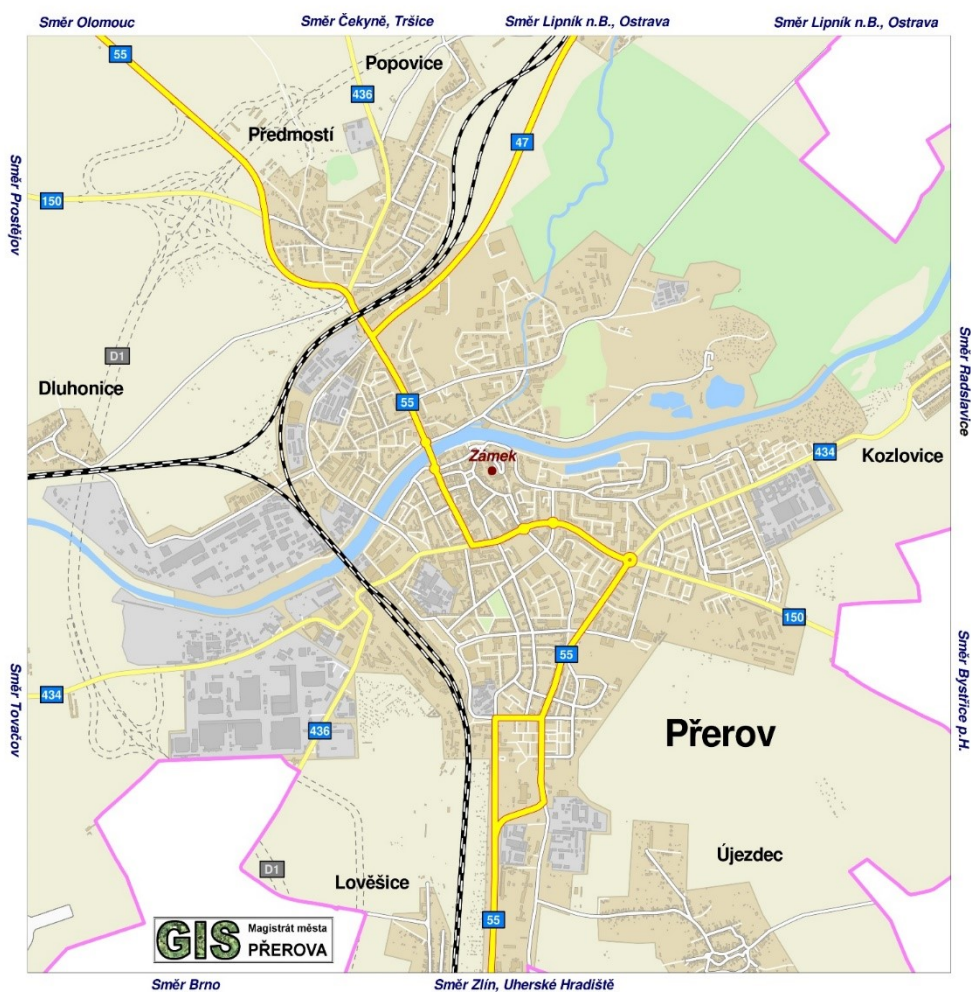 Směr Olomouc
Směr Čekyně, Tršice
Směr Lipník n.B., Ostrava
Směr Lipník n.B., Ostrava
55
Popovice
436
Předmostí
47
Směr Prostějov
150
Směr Radslavice
D1
Dluhonice
55
Zámek
434
Kozlovice
150
Směr Bystřice p.H.
55
Směr Tovačov
434
436
Přerov
Újezdec
D1
Lověšice
55
GIS
Magistrát města
PŘEROVA
Směr Brno
Směr Zlín, Uherské Hradiště